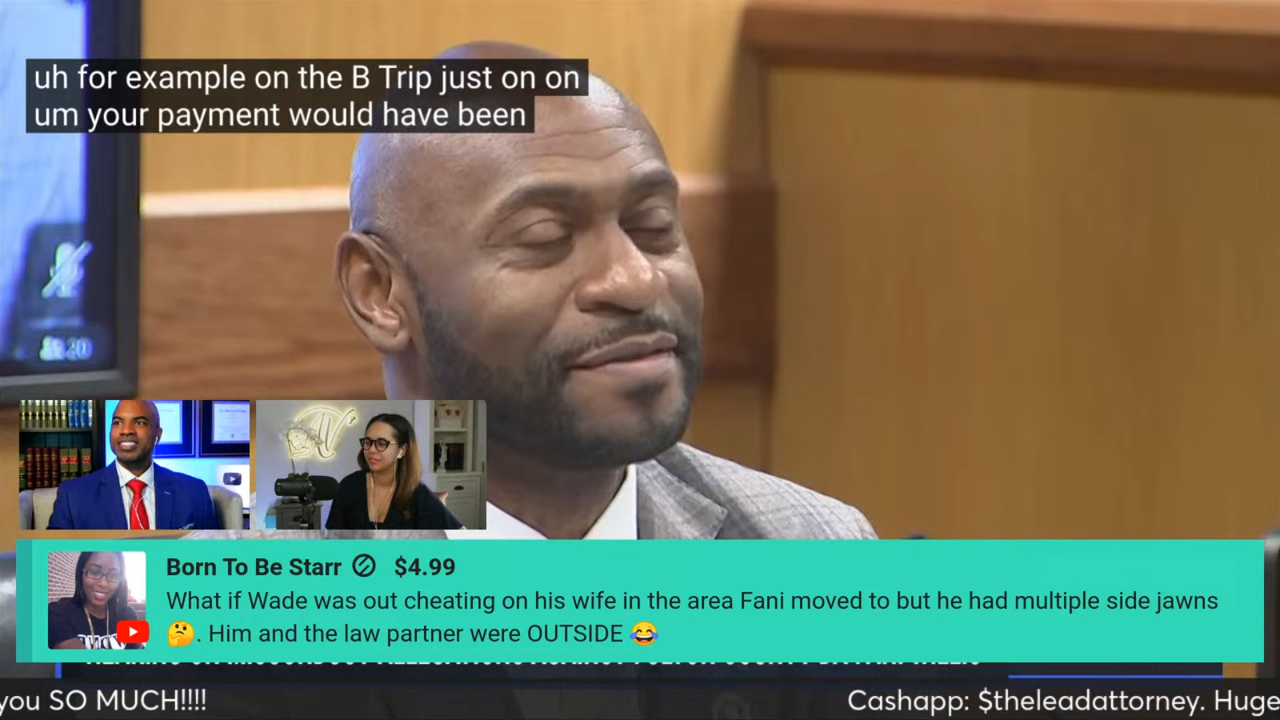 uh for example on the B Trip just on on
um your payment would have been
Born To Be Starr $4.99
What if Wade was out cheating on his wife in the area Fani moved to but he had multiple side jawns
🤔. Him and the law partner were OUTSIDE 😂
you SO MUCH!!!!
Cashapp: $theleadattorney. Huge